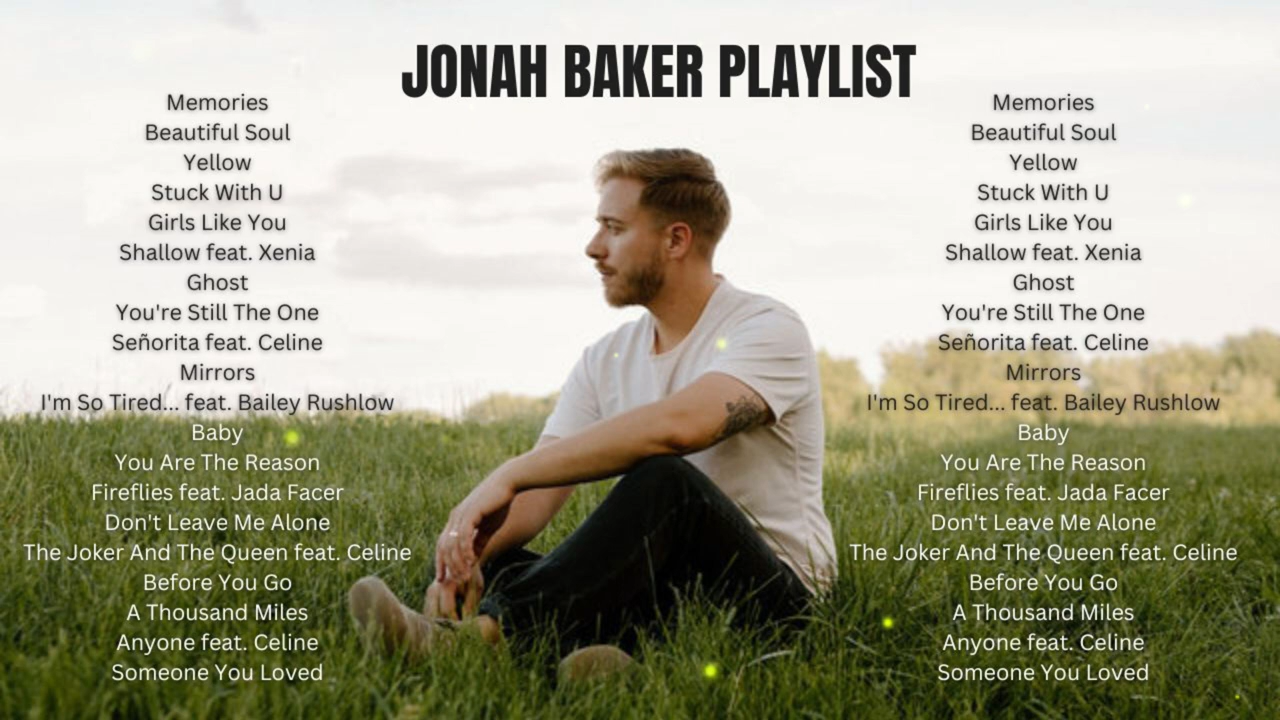 JONAH BAKER PLAYLIST
Memories
Beautiful Soul
Yellow
Stuck With U
Girls Like You
Shallow feat. Xenia
Ghost
You're Still The One
Señorita feat. Celine
Mirrors
I'm So Tired... feat. Bailey Rushlow
Baby
You Are The Reason
Fireflies feat. Jada Facer
Don't Leave Me Alone
The Joker And The Queen feat. Celine
Before You Go
A Thousand Miles
Anyone feat. Celine
Someone You Loved
Memories
Beautiful Soul
Yellow
Stuck With U
Girls Like You
Shallow feat. Xenia
Ghost
You're Still The One
Señorita feat. Celine
Mirrors
I'm So Tired... feat. Bailey Rushlow
Baby
You Are The Reason
Fireflies feat. Jada Facer
Don't Leave Me Alone
The Joker And The Queen feat. Celine
Before You Go
A Thousand Miles
Anyone feat. Celine
Someone You Loved